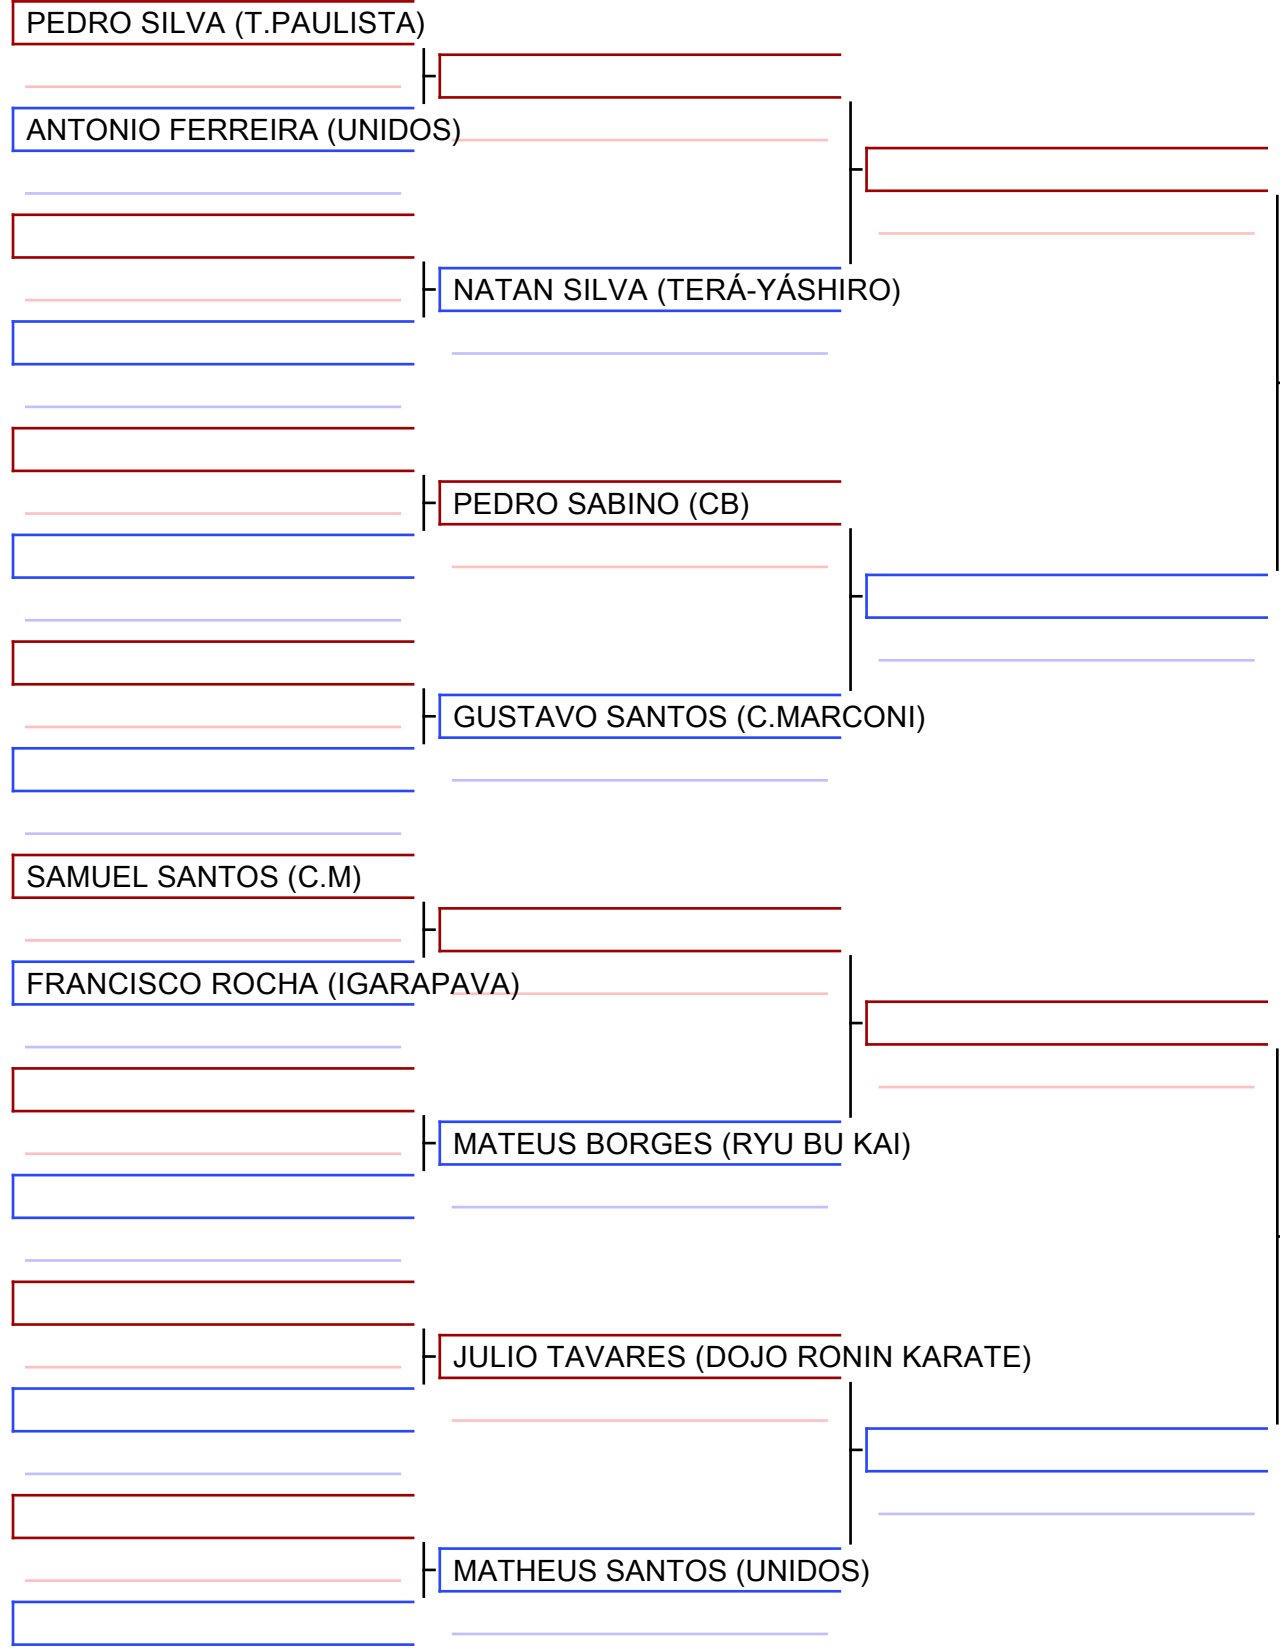 PEDRO SILVA (T.PAULISTA)
ANTONIO FERREIRA (UNIDOS)
NATAN SILVA (TERÁ-YÁSHIRO)
PEDRO SABINO (CB)
GUSTAVO SANTOS (C.MARCONI)
SAMUEL SANTOS (C.M)
FRANCISCO ROCHA (IGARAPAVA)
MATEUS BORGES (RYU BU KAI)
JULIO TAVARES (DOJO RONIN KARATE)
MATHEUS SANTOS (UNIDOS)